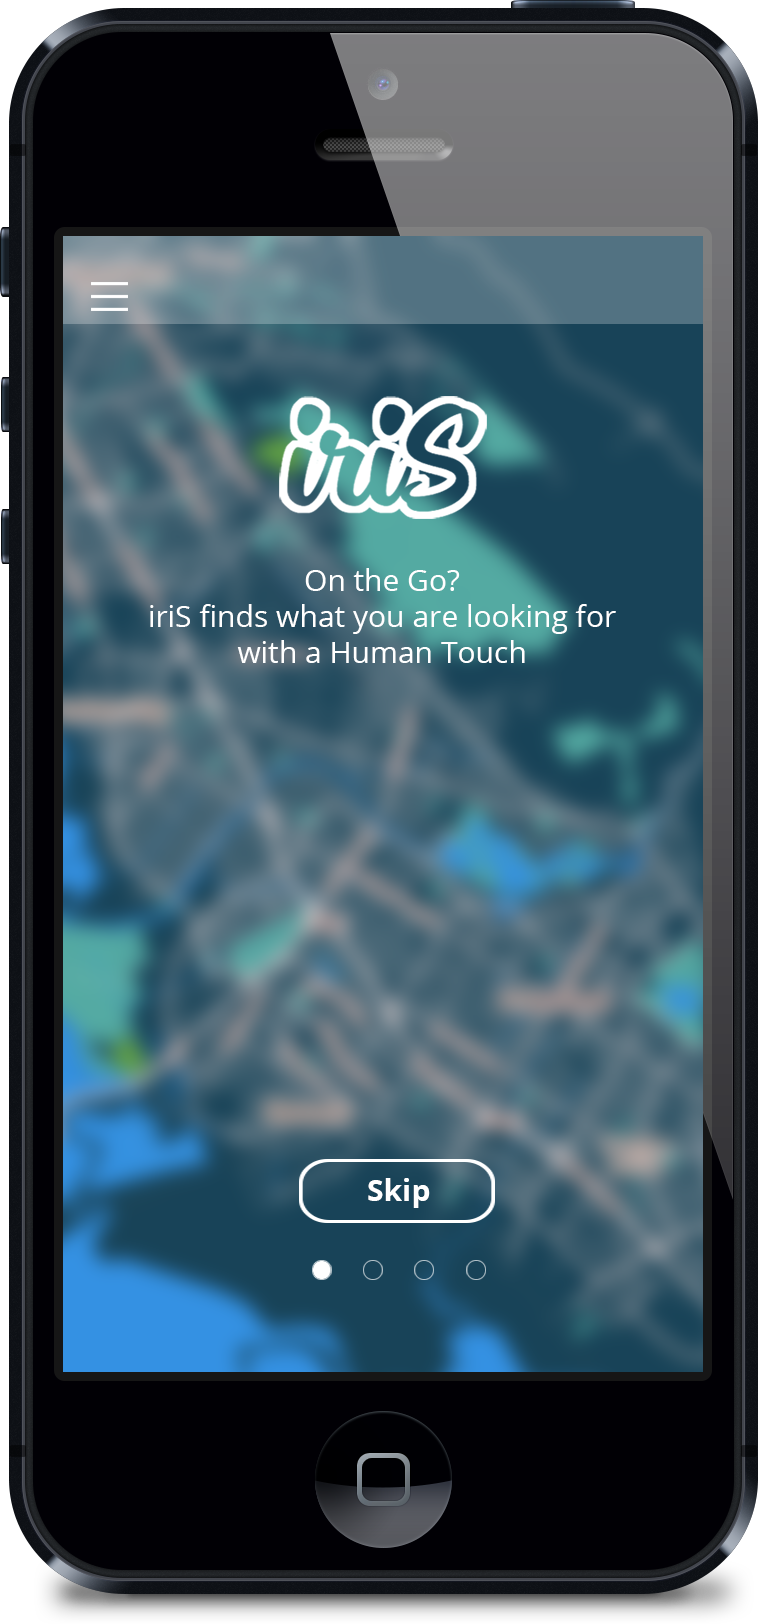 iriS
On the Go?
iriS finds what you are looking for
with a Human Touch
Skip